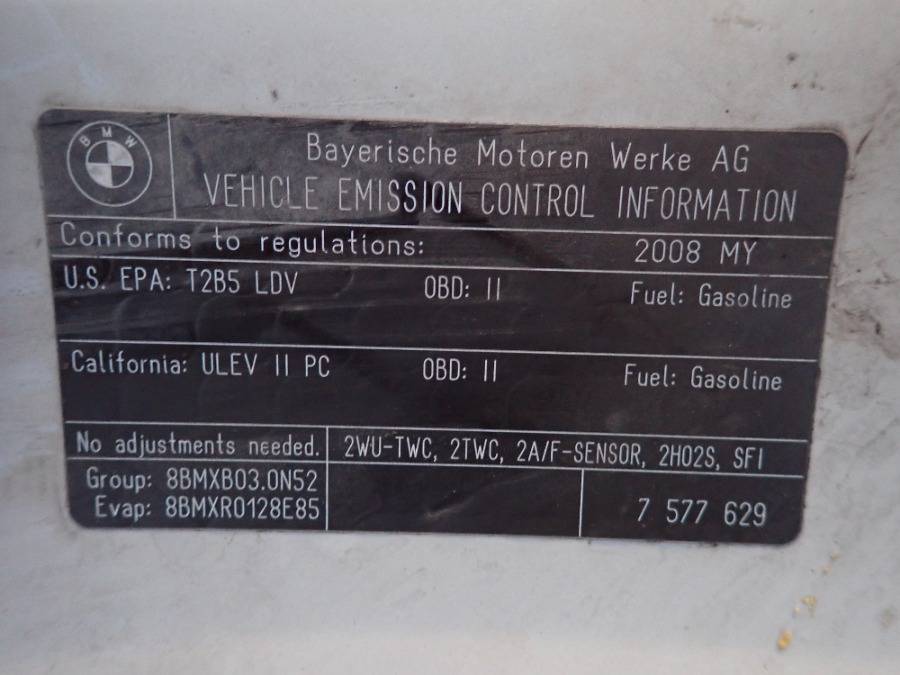 BMW
Bayerische Motoren Werke AG
VEHICLE EMISSION CONTROL INFORMATION
Conforms to regulations: 2008 MY
U.S. EPA: T2B5 LDV OBD: II Fuel: Gasoline
California: ULEV II PC OBD: II Fuel: Gasoline
No adjustments needed. 2WU-TWC, 2TWC, 2A/F-SENSOR, 2HO2S, SFI
Group: 8BMXB03.0N52
Evap: 8BMXR0128E85 7 577 629